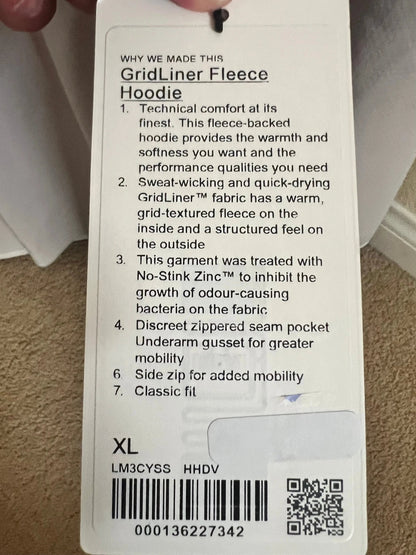 WHY WE MADE THIS
GridLiner Fleece
Hoodie
1. Technical comfort at its
finest. This fleece-backed
hoodie provides the warmth and
softness you want and the
performance qualities you need
2. Sweat-wicking and quick-drying
GridLiner™ fabric has a warm,
grid-textured fleece on the
inside and a structured feel on
the outside
3. This garment was treated with
No-Stink Zinc™ to inhibit the
growth of odour-causing
bacteria on the fabric
4. Discreet zippered seam pocket
Underarm gusset for greater
mobility
6. Side zip for added mobility
7. Classic fit
XL
LM3CYSS HHDV
000136227342